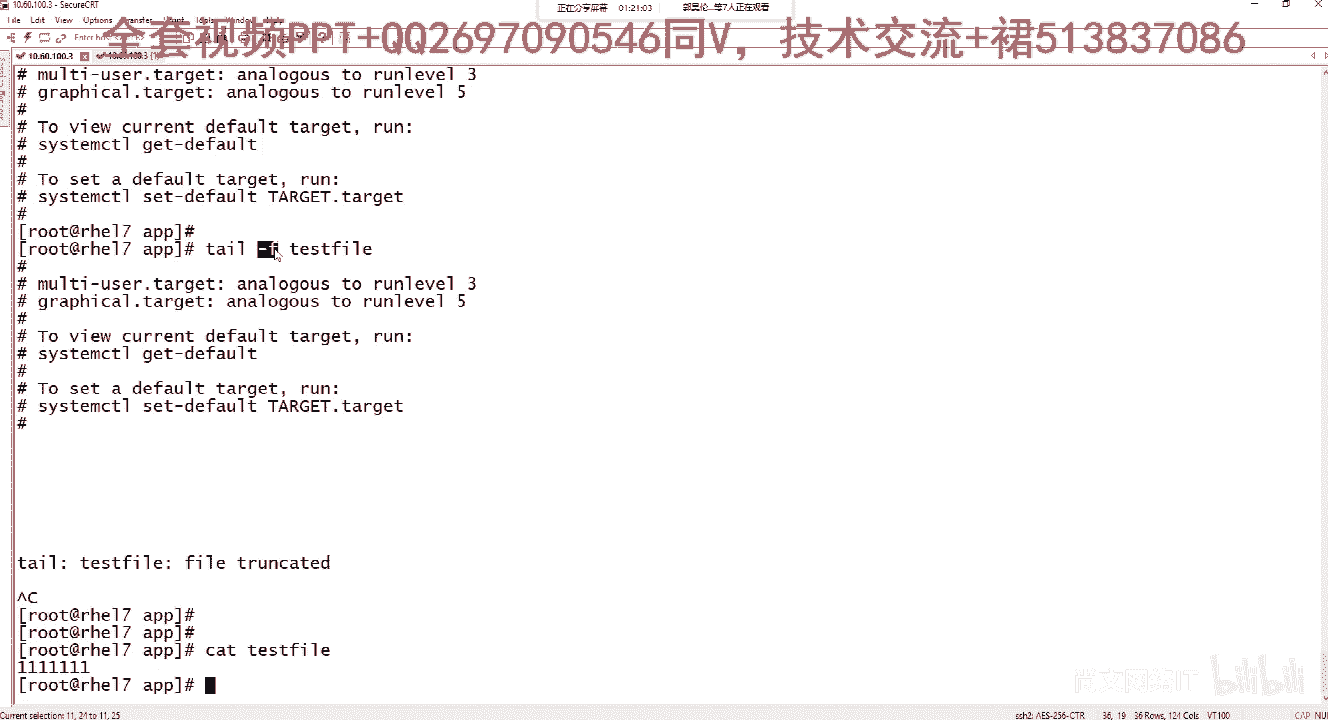 10.60.100.3 - SecureCRT
正在分享屏幕 01:21:03 郭昊伦...等7人正在观看
File Edit View Options Transfer Script Tools Window Help
全套视频PPT+QQ2697090546同V，技术交流+裙513837086
10.60.100.3
# multi-user.target: analogous to runlevel 3
# graphical.target: analogous to runlevel 5
#
# To view current default target, run:
# systemctl get-default
#
# To set a default target, run:
# systemctl set-default TARGET.target
#
[root@rhel7 app]#
[root@rhel7 app]# tail -f testfile
#
# multi-user.target: analogous to runlevel 3
# graphical.target: analogous to runlevel 5
#
# To view current default target, run:
# systemctl get-default
#
# To set a default target, run:
# systemctl set-default TARGET.target
#
tail: testfile: file truncated
^C
[root@rhel7 app]#
[root@rhel7 app]#
[root@rhel7 app]# cat testfile
1111111
[root@rhel7 app]#
尚文网络IT bilibili
Current selection: 11, 24 to 11, 25 ssh2: AES-256-CTR 36, 19 36 Rows, 124 Cols VT100 CAP NUM